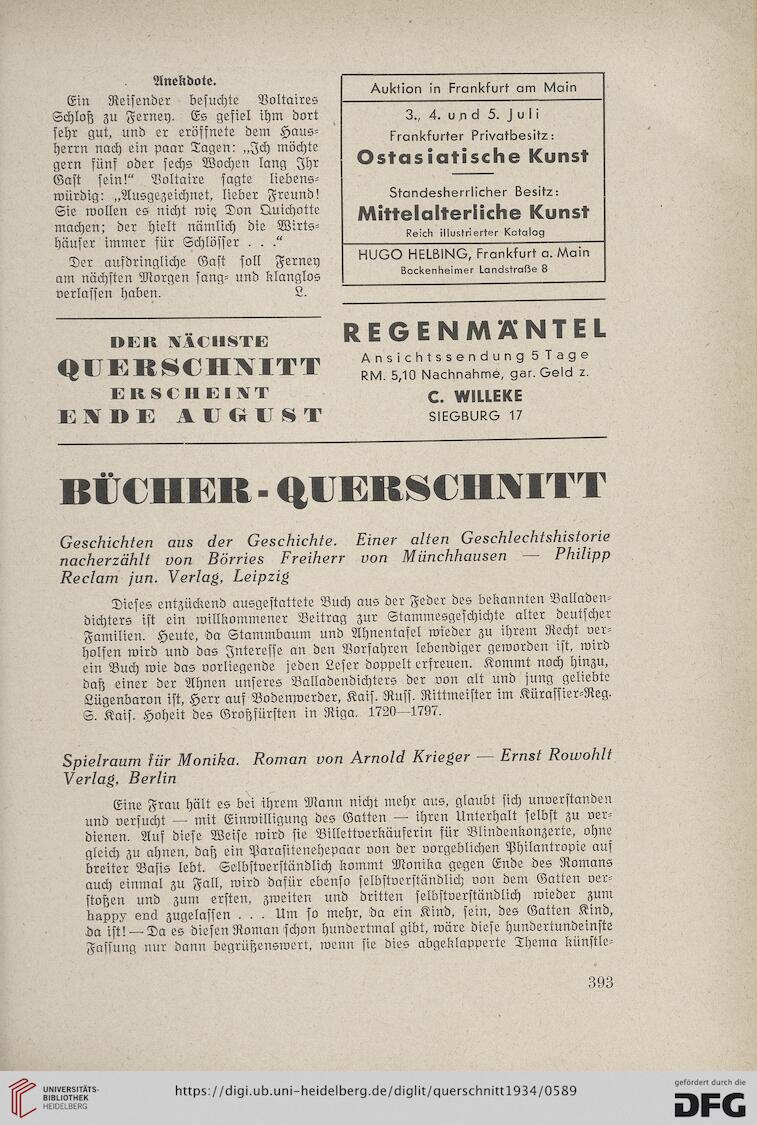 Anekdote.
Ein Reisender besuchte Voltaires
Schloß zu Ferney. Es gefiel ihm dort
sehr gut, und er eröffnete dem Haus-
herrn nach ein paar Tagen: „Ich möchte
gern fünf oder sechs Wochen lang Ihr
Gast sein!“ Voltaire sagte liebens-
würdig: „Ausgezeichnet, lieber Freund!
Sie wollen es nicht wie Don Quichotte
machen; der hielt nämlich die Wirts-
häuser immer für Schlösser . . .“
Der aufdringliche Gast soll Ferney
am nächsten Morgen sang- und klanglos
verlassen haben. L.
Auktion in Frankfurt am Main
3., 4. und 5. Juli
Frankfurter Privatbesitz:
Ostasiatische Kunst
Standesherrlicher Besitz:
Mittelalterliche Kunst
Reich illustrierter Katalog
HUGO HELBING, Frankfurt a. Main
Bockenheimer Landstraße 8
DER NÄCHSTE
QUERSCHNITT
ERSCHEINT
ENDE AUGUST
REGENMÄNTEL
Ansichtssendung 5 Tage
RM. 5,10 Nachnahme, gar. Geld z.
C. WILLEKE
SIEGBURG 17
BÜCHER-QUERSCHNITT
Geschichten aus der Geschichte. Einer alten Geschlechtshistorie
nacherzählt von Börries Freiherr von Münchhausen — Philipp
Reclam jun. Verlag, Leipzig
Dieses entzückend ausgestattete Buch aus der Feder des bekannten Balladen-
dichters ist ein willkommener Beitrag zur Stammesgeschichte alter deutscher
Familien. Heute, da Stammbaum und Ahnentafel wieder zu ihrem Recht ver-
holfen wird und das Interesse an den Vorfahren lebendiger geworden ist, wird
ein Buch wie das vorliegende jeden Leser doppelt erfreuen. Kommt noch hinzu,
daß einer der Ahnen unseres Balladendichters der von alt und jung geliebte
Lügenbaron ist, Herr auf Bodenwerder, Kais. Russ. Rittmeister im Kürassier-Reg.
S. Kais. Hoheit des Großfürsten in Riga. 1720—1797.
Spielraum für Monika. Roman von Arnold Krieger — Ernst Rowohlt
Verlag, Berlin
Eine Frau hält es bei ihrem Mann nicht mehr aus, glaubt sich unverstanden
und versucht — mit Einwilligung des Gatten — ihren Unterhalt selbst zu ver-
dienen. Auf diese Weise wird sie Billettverkäuferin für Blindenkonzerte, ohne
gleich zu ahnen, daß ein Parasitenehepaar von der vorgeblichen Philantropie auf
breiter Basis lebt. Selbstverständlich kommt Monika gegen Ende des Romans
auch einmal zu Fall, wird dafür ebenso selbstverständlich von dem Gatten ver-
stoßen und zum ersten, zweiten und dritten selbstverständlich wieder zum
happy end zugelassen . . . Um so mehr, da ein Kind, sein, des Gatten Kind,
da ist! — Da es diesen Roman schon hundertmal gibt, wäre diese hundertundeinste
Fassung nur dann begrüßenswert, wenn sie dies abgeklapperte Thema künstle-
393
UNIVERSITÄTS-
BIBLIOTHEK
HEIDELBERG
https://digi.ub.uni-heidelberg.de/diglit/querschnitt1934/0589
gefördert durch die
DFG